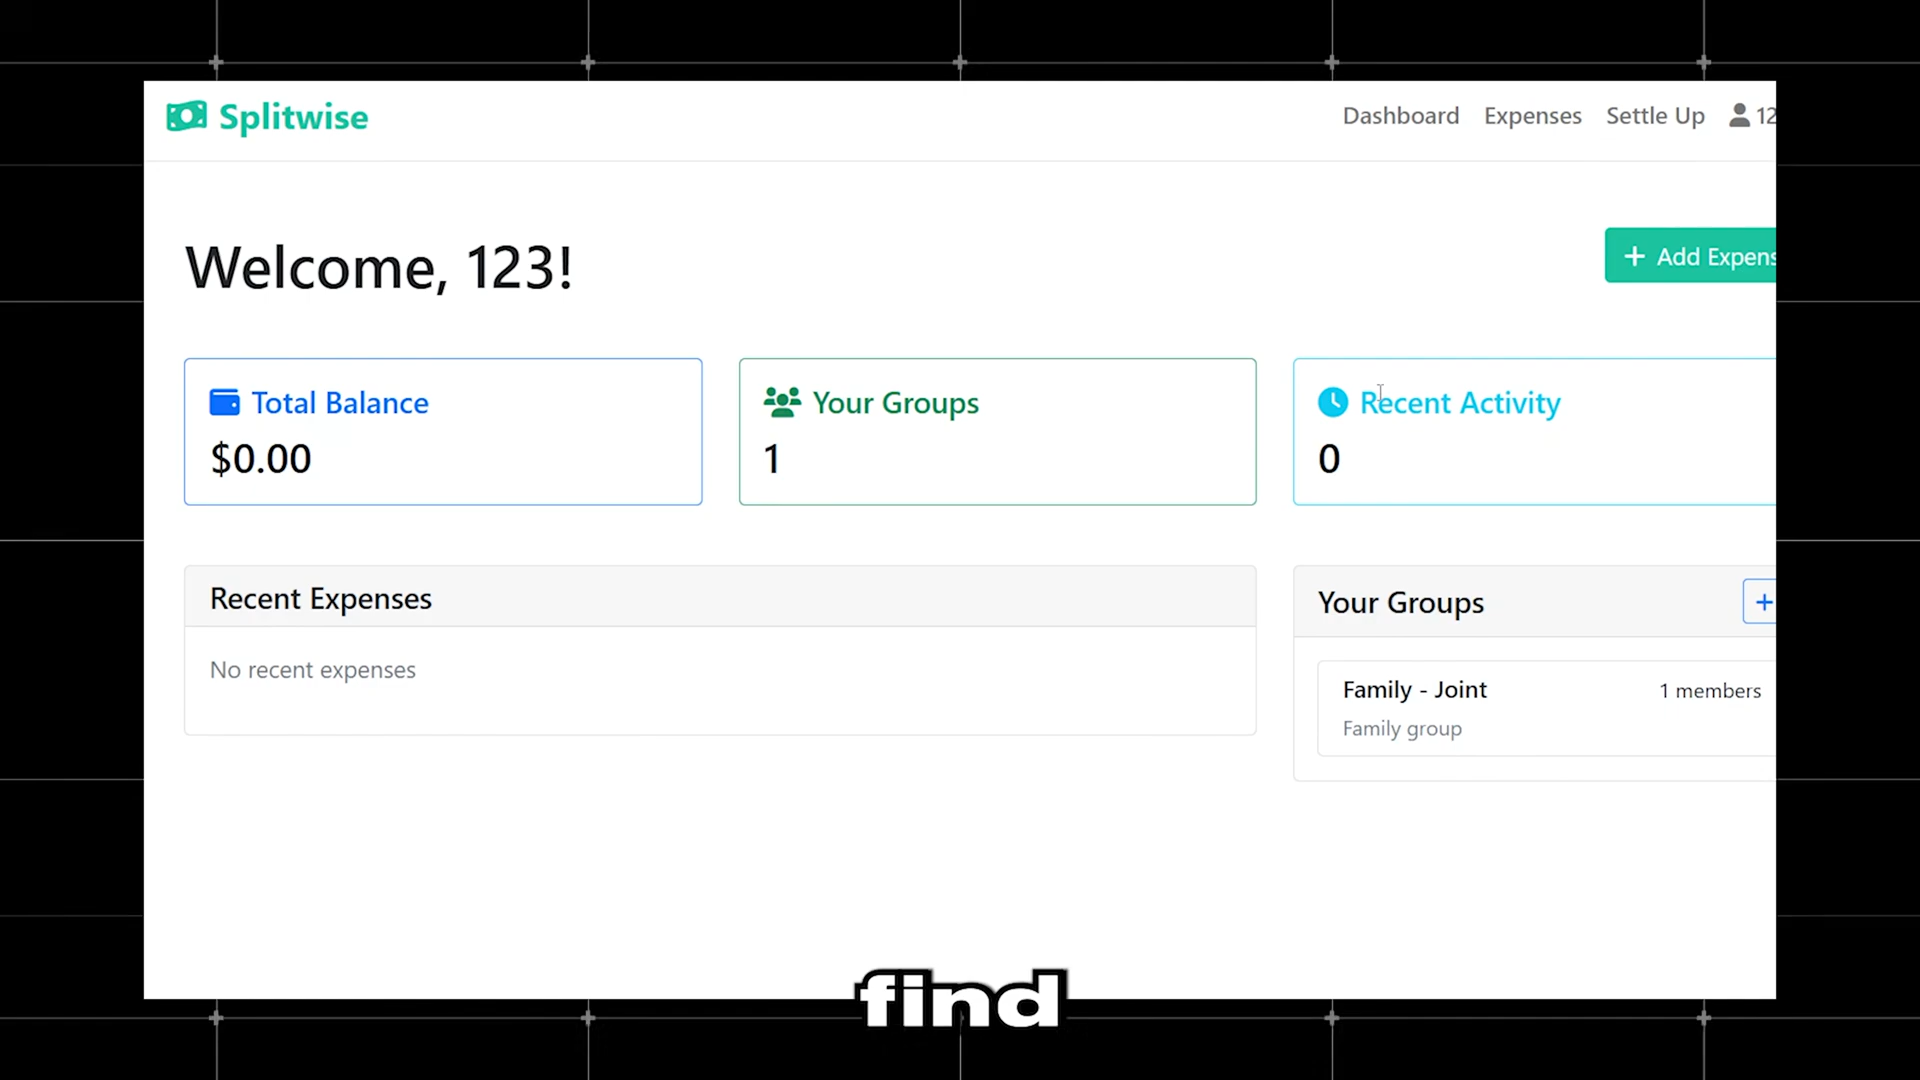 Splitwise
Dashboard Expenses Settle Up 12
Welcome, 123!
+ Add Expens
Total Balance
$0.00
Your Groups
1
Recent Activity
0
Recent Expenses
No recent expenses
Your Groups
+
Family - Joint
1 members
Family group
find